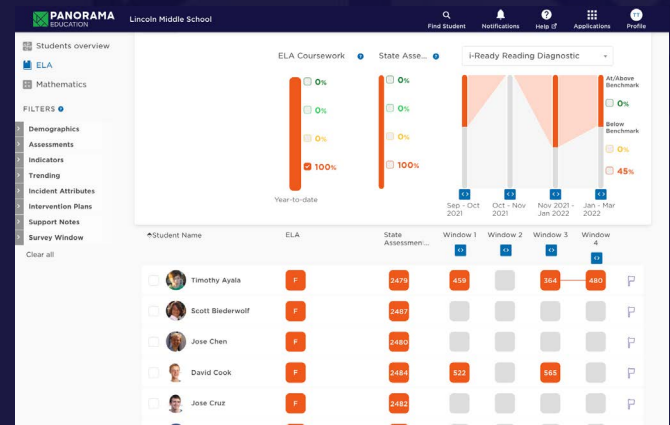 PANORAMA
EDUCATION
Lincoln Middle School
Find Student
Notifications
Help
Applications
TT
Profile
Students overview
ELA
Mathematics
FILTERS
Demographics
Assessments
Indicators
Trending
Incident Attributes
Intervention Plans
Support Notes
Survey Window
Clear all
ELA Coursework
0%
0%
0%
100%
Year-to-date
State Asse...
0%
0%
0%
100%
i-Ready Reading Diagnostic
At/Above
Benchmark
0%
Below
Benchmark
0%
45%
Sep - Oct
2021
Oct - Nov
2021
Nov 2021 -
Jan 2022
Jan - Mar
2022
Student Name
ELA
State
Assessmen...
Window 1
Window 2
Window 3
Window
4
Timothy Ayala F 2479 459 364 480
Scott Biederwolf F 2487
Jose Chen F 2480
David Cook F 2484 522 565
Jose Cruz F 2482